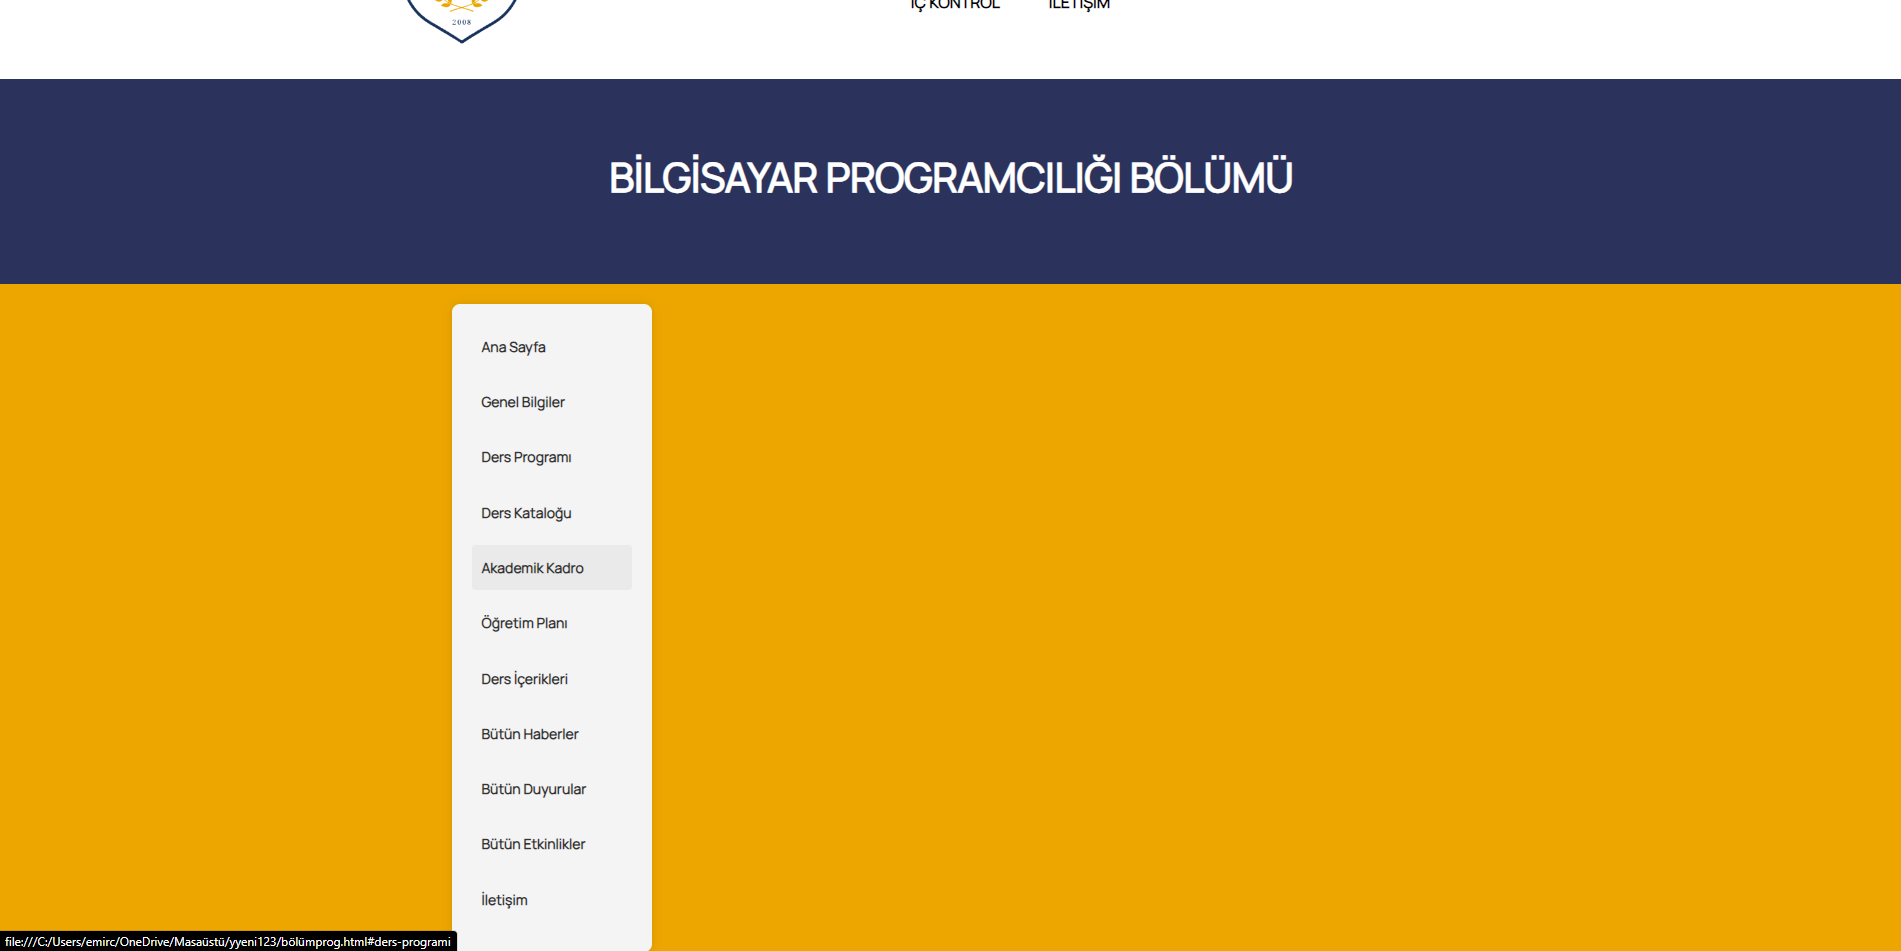 2008
İÇ KONTROL İLETİŞİM
BİLGİSAYAR PROGRAMCILIĞI BÖLÜMÜ
Ana Sayfa
Genel Bilgiler
Ders Programı
Ders Kataloğu
Akademik Kadro
Öğretim Planı
Ders İçerikleri
Bütün Haberler
Bütün Duyurular
Bütün Etkinlikler
İletişim
file:///C:/Users/emirc/OneDrive/Masaüstü/yyeni123/bölümprog.html#ders-programi